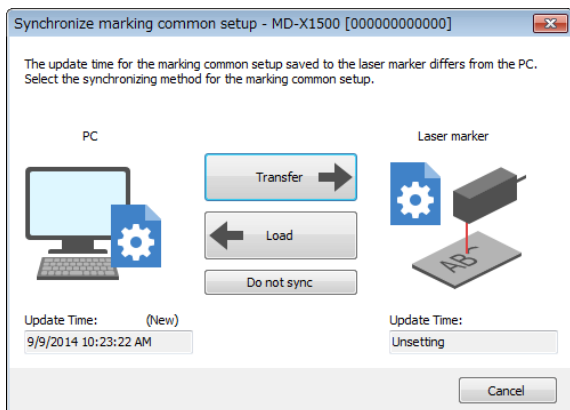 Synchronize marking common setup - MD-X1500 [000000000000]
The update time for the marking common setup saved to the laser marker differs from the PC.
Select the synchronizing method for the marking common setup.
PC
Laser marker
Transfer
Load
Do not sync
ABC
Update Time: (New)
9/9/2014 10:23:22 AM
Update Time:
Unsetting
Cancel